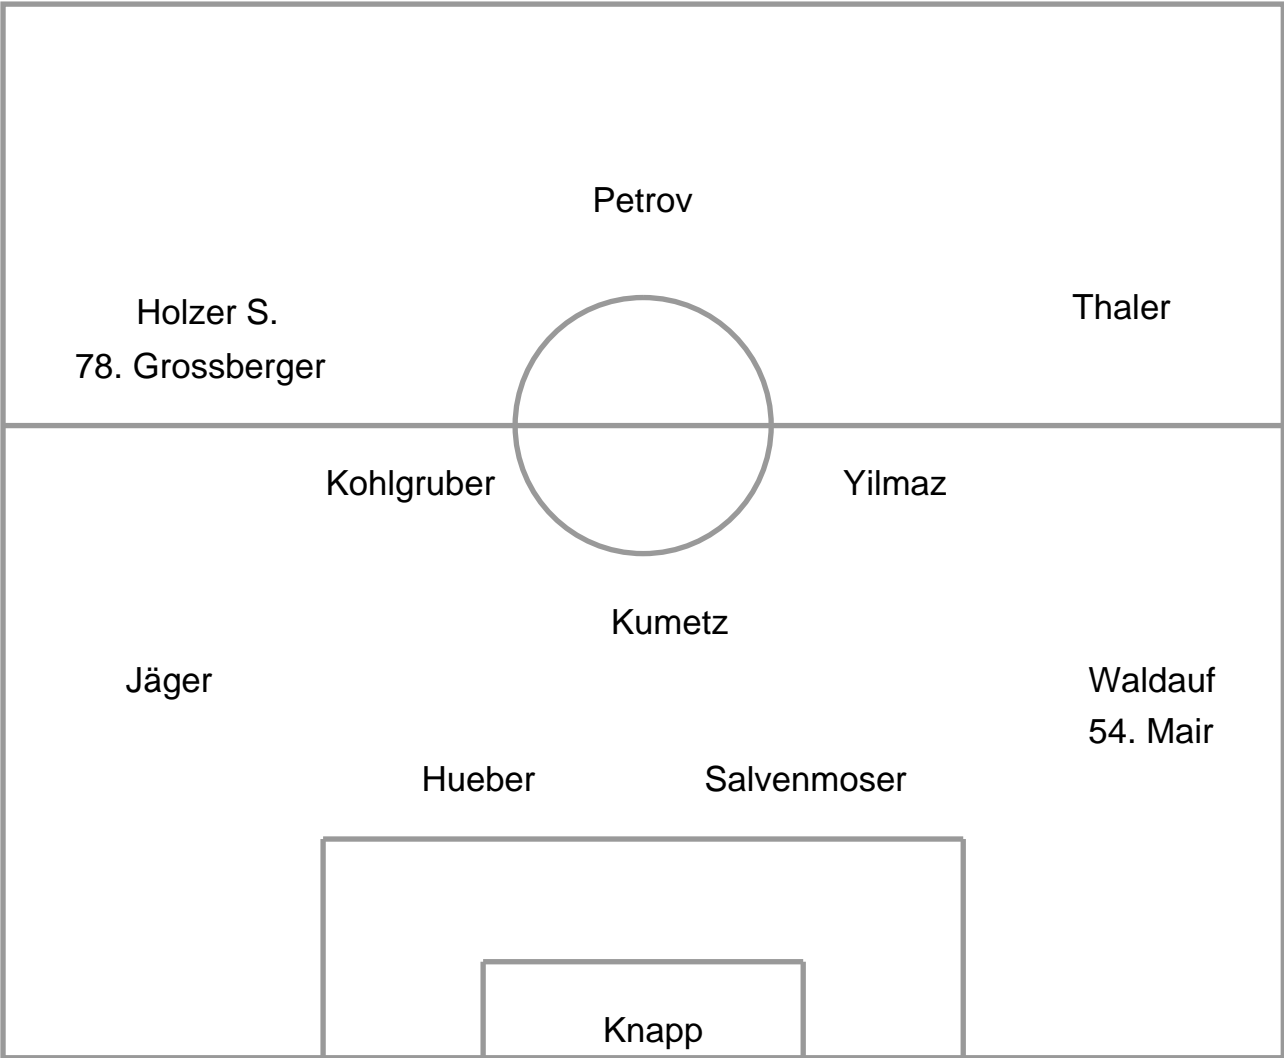 Petrov
Holzer S.
78. Grossberger
Thaler
Kohlgruber
Yilmaz
Kumetz
Jäger
Waldauf
54. Mair
Hueber
Salvenmoser
Knapp